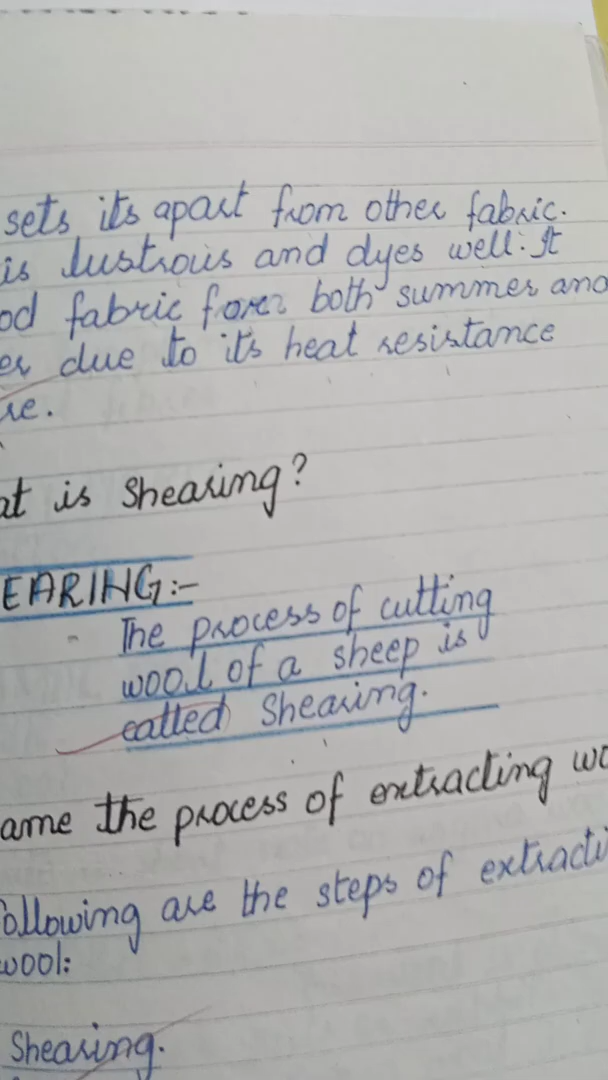 sets its apart from other fabric.
is lustrous and dyes well. It
od fabric for both summer and
er due to its heat resistance
re.
at is Shearing?
EARING:-
The process of cutting
wool of a sheep is
called Shearing.
ame the process of extracting wo
ollowing are the steps of extracti
wool:
Shearing.